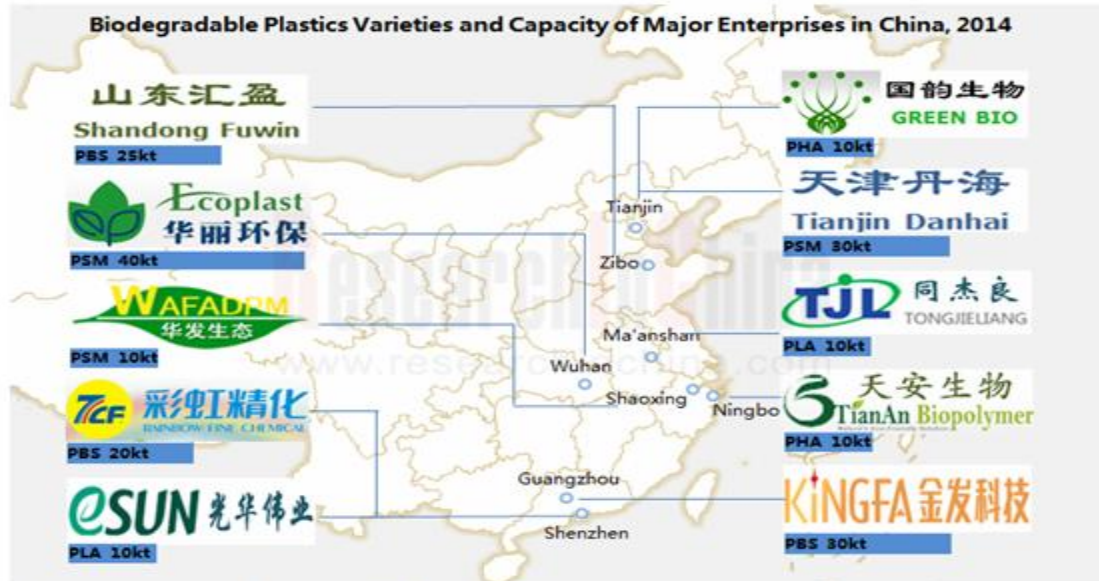 Biodegradable Plastics Varieties and Capacity of Major Enterprises in China, 2014
山东汇盈
Shandong Fuwin
PBS 25kt
Ecoplast
华丽环保
PSM 40kt
WAFADPM
华发生态
PSM 10kt
TCF 彩虹精化
RAINBOW FINE CHEMICAL
PBS 20kt
eSUN 光华伟业
PLA 10kt
Tianjin
Zibo
Ma'anshan
Wuhan
Shaoxing
Ningbo
Guangzhou
Shenzhen
国韵生物
GREEN BIO
PHA 10kt
天津丹海
Tianjin Danhai
PSM 30kt
TJL 同杰良
TONGJIELIANG
PLA 10kt
天安生物
TianAn Biopolymer
PHA 10kt
KINGFA 金发科技
PBS 30kt